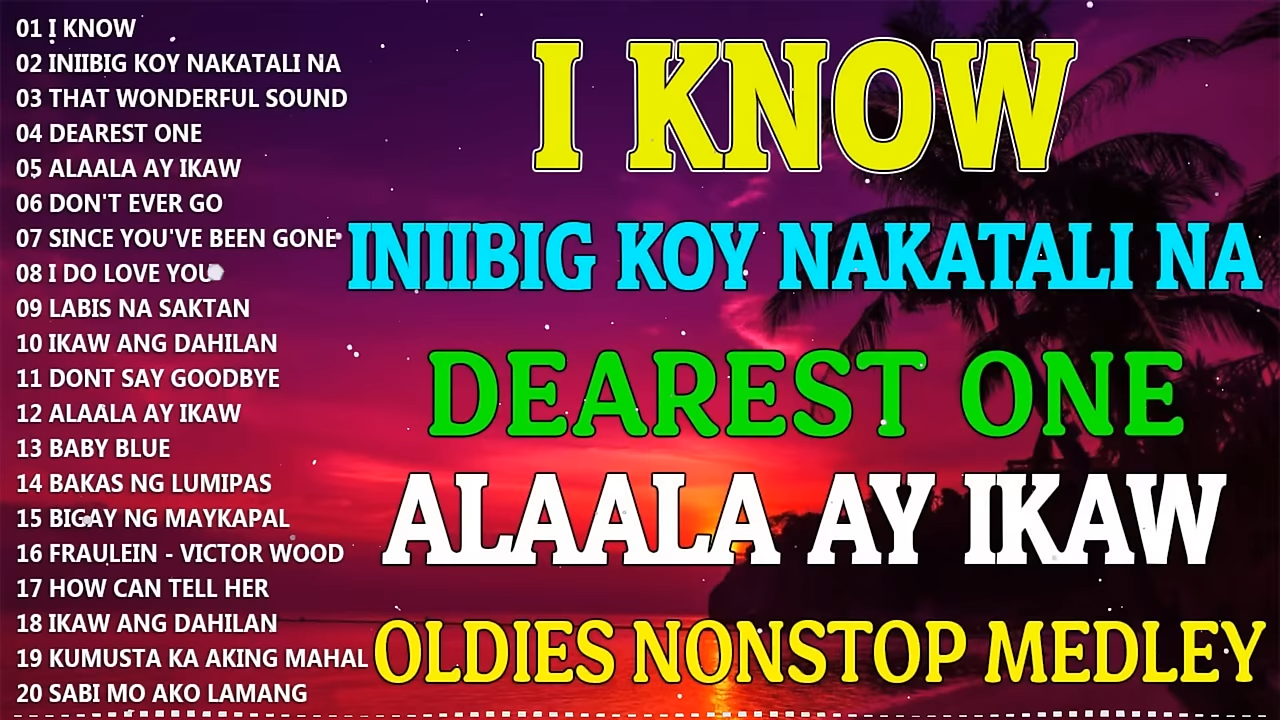 01 I KNOW
02 INIIBIG KOY NAKATALI NA
03 THAT WONDERFUL SOUND
04 DEAREST ONE
05 ALAALA AY IKAW
06 DON'T EVER GO
07 SINCE YOU'VE BEEN GONE
08 I DO LOVE YOU
09 LABIS NA SAKTAN
10 IKAW ANG DAHILAN
11 DONT SAY GOODBYE
12 ALAALA AY IKAW
13 BABY BLUE
14 BAKAS NG LUMIPAS
15 BIGAY NG MAYKAPAL
16 FRAULEIN - VICTOR WOOD
17 HOW CAN TELL HER
18 IKAW ANG DAHILAN
19 KUMUSTA KA AKING MAHAL
20 SABI MO AKO LAMANG
I KNOW
INIIBIG KOY NAKATALI NA
DEAREST ONE
ALAALA AY IKAW
OLDIES NONSTOP MEDLEY